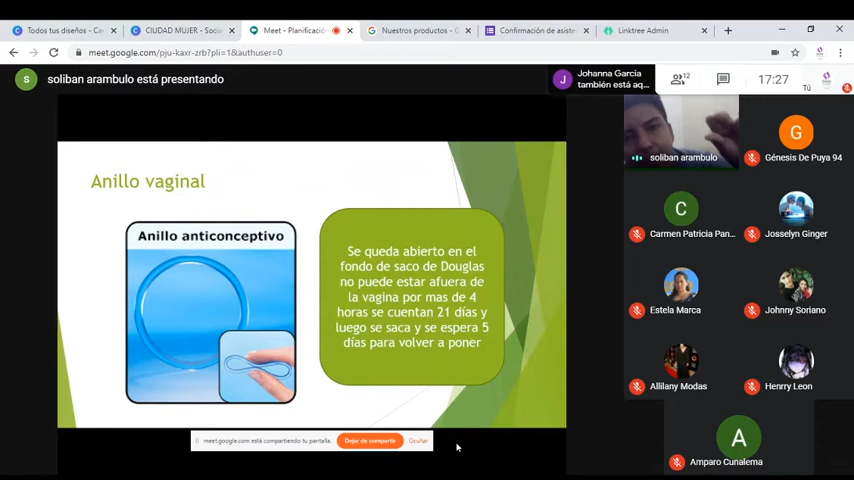 Todos tus diseños - Can
CIUDAD MUJER - Socia
Meet - Planificació
Nuestros productos - G
Confirmación de asiste
Linktree Admin
meet.google.com/pju-kaxr-zrb?pli=1&authuser=0
S
soliban arambulo está presentando
J
Johanna Garcia
también está aq...
12
17:27
Tú
Anillo vaginal
Anillo anticonceptivo
Se queda abierto en el
fondo de saco de Douglas
no puede estar afuera de
la vagina por mas de 4
horas se cuentan 21 días y
luego se saca y se espera 5
días para volver a poner
meet.google.com está compartiendo tu pantalla.
Dejar de compartir
Ocultar
soliban arambulo
G
Génesis De Puya 94
C
Carmen Patricia Pan...
Josselyn Ginger
Estela Marca
Johnny Soriano
Allilany Modas
Henrry Leon
A
Amparo Cunalema